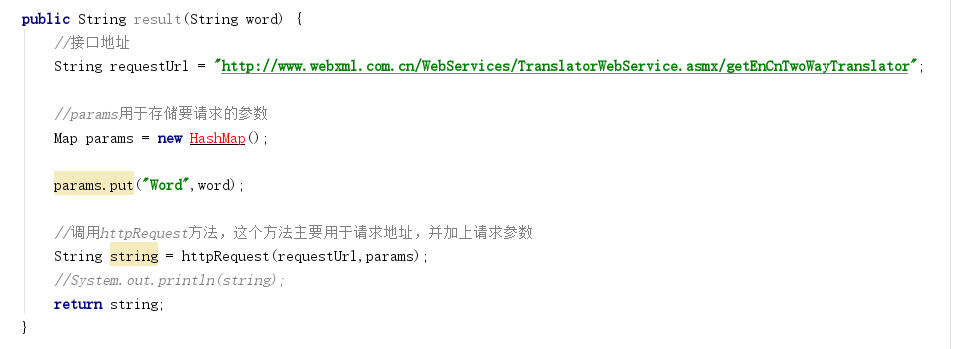 public String result(String word) {
    //接口地址
    String requestUrl = "http://www.webxml.com.cn/WebServices/TranslatorWebService.asmx/getEnCnTwoWayTranslator";
    //params用于存储要请求的参数
    Map params = new HashMap();
    params.put("Word",word);
    //调用httpRequest方法，这个方法主要用于请求地址，并加上请求参数
    String string = httpRequest(requestUrl,params);
    //System.out.println(string);
    return string;
}